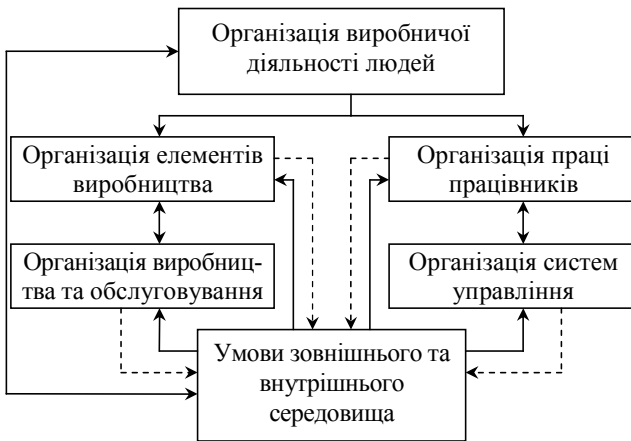 Організація виробничої
діяльності людей
Організація елементів
виробництва
Організація праці
працівників
Організація виробниц-
тва та обслуговування
Організація систем
управління
Умови зовнішнього та
внутрішнього
середовища